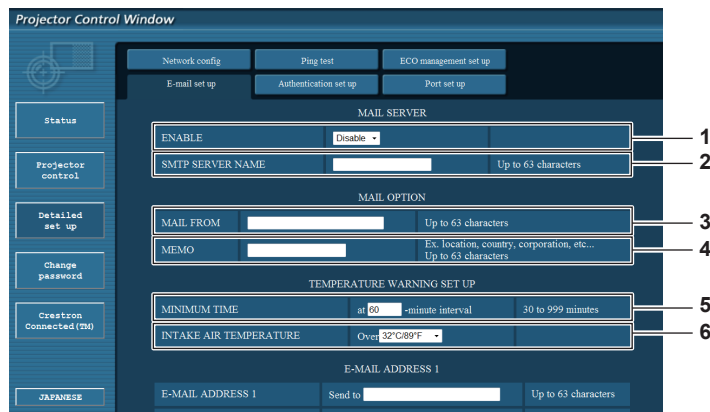 Projector Control Window
Network config
Ping test
ECO management set up
E-mail set up
Authentication set up
Port set up
Status
Projector
control
Detailed
set up
Change
password
Crestron
Connected(TM)
JAPANESE
MAIL SERVER
ENABLE Disable 1
SMTP SERVER NAME Up to 63 characters 2
MAIL OPTION
MAIL FROM Up to 63 characters 3
MEMO Ex. location, country, corporation, etc...
Up to 63 characters 4
TEMPERATURE WARNING SET UP
MINIMUM TIME at 60 -minute interval 30 to 999 minutes 5
INTAKE AIR TEMPERATURE Over 32°C/89°F 6
E-MAIL ADDRESS 1
E-MAIL ADDRESS 1 Send to Up to 63 characters